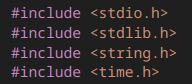 #include <stdio.h>
#include <stdlib.h>
#include <string.h>
#include <time.h>